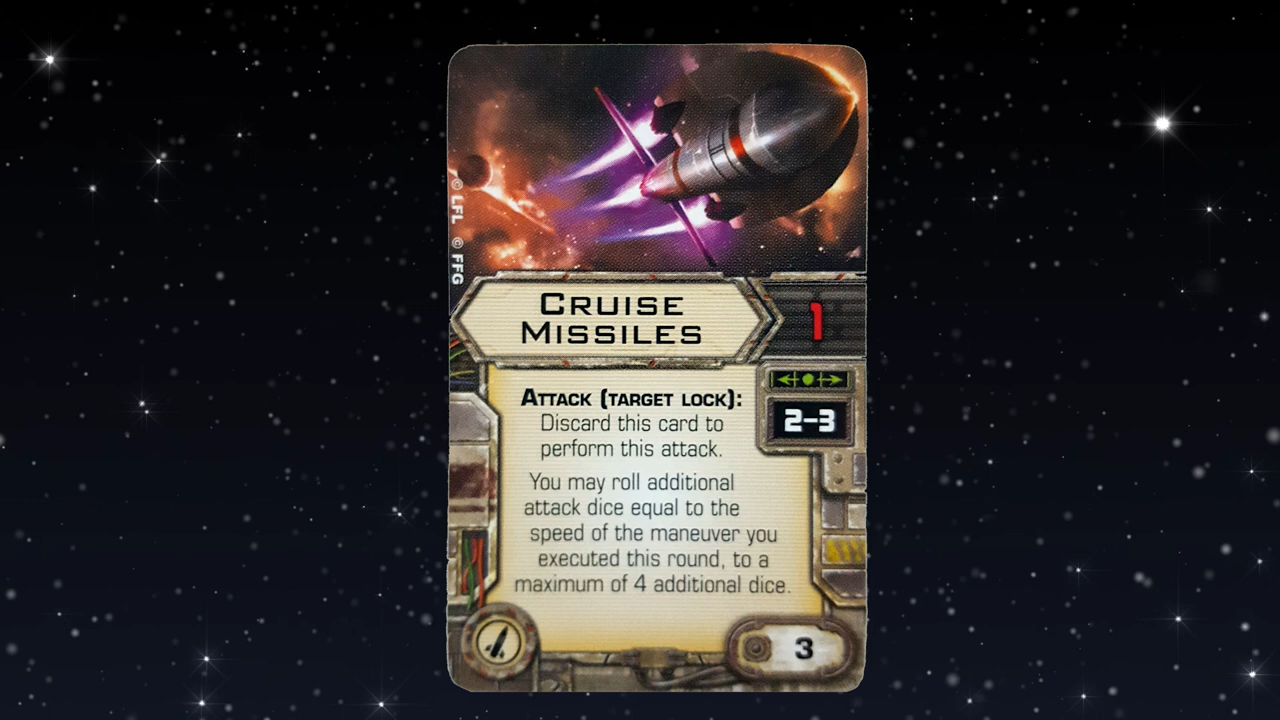 © LFL © FFG
CRUISE
MISSILES
1
ATTACK (TARGET LOCK):
Discard this card to
perform this attack.
2-3
You may roll additional
attack dice equal to the
speed of the maneuver you
executed this round, to a
maximum of 4 additional dice.
3